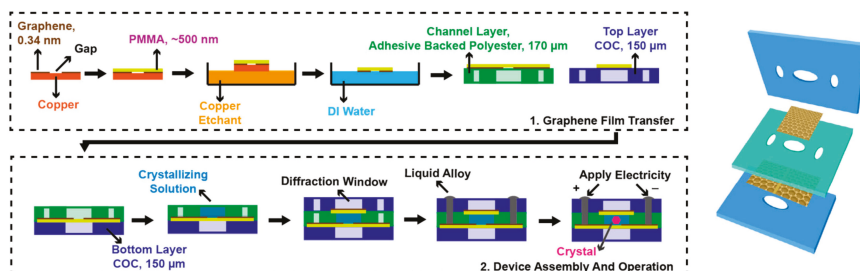 Graphene,
0.34 nm
Gap
PMMA, ~500 nm
Copper
Copper
Etchant
DI Water
Channel Layer,
Adhesive Backed Polyester, 170 µm
Top Layer
COC, 150 µm
1. Graphene Film Transfer
Crystallizing
Solution
Diffraction Window
Liquid Alloy
Apply Electricity
+
−
Bottom Layer
COC, 150 µm
Crystal
2. Device Assembly And Operation